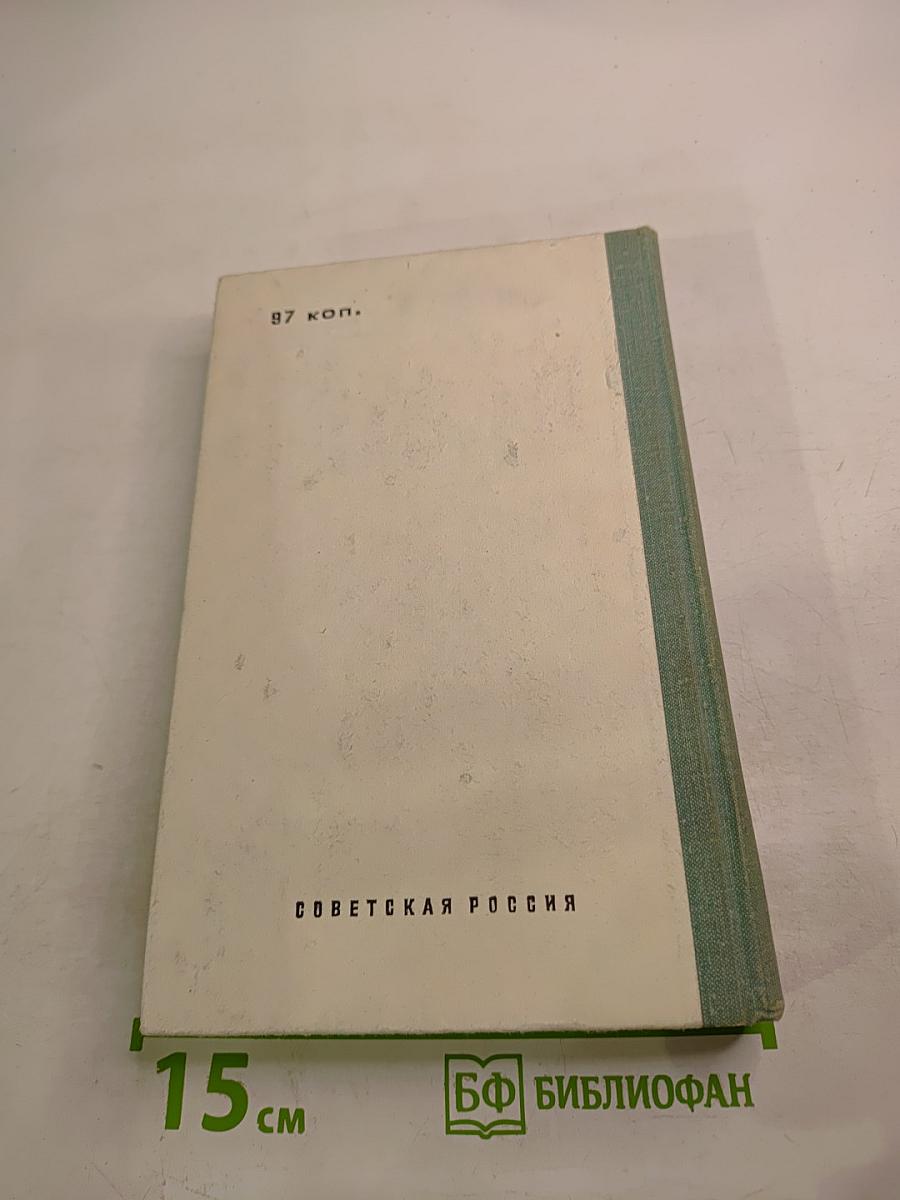 97 коп.
СОВЕТСКАЯ РОССИЯ
15 см
БФ БИБЛИОФАН